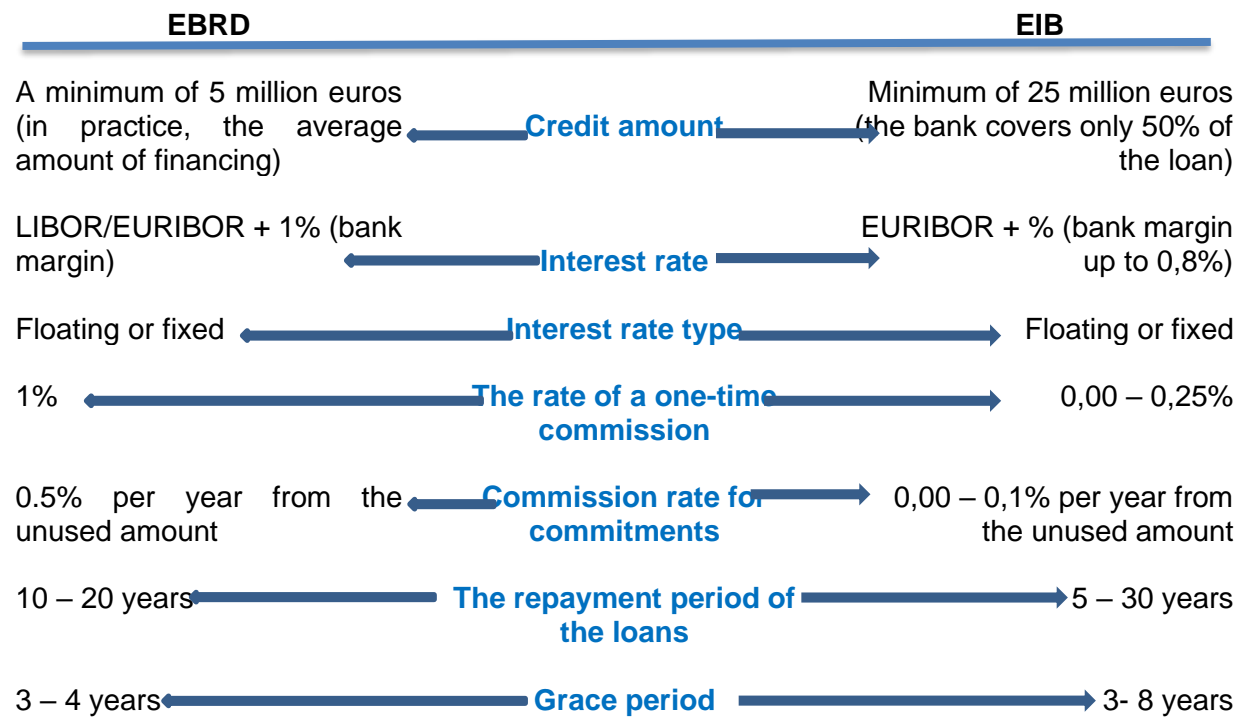 EBRD EIB
A minimum of 5 million euros
(in practice, the average
amount of financing)
Credit amount
Minimum of 25 million euros
(the bank covers only 50% of
the loan)
LIBOR/EURIBOR + 1% (bank
margin)
Interest rate
EURIBOR + % (bank margin
up to 0,8%)
Floating or fixed
Interest rate type
Floating or fixed
1%
The rate of a one-time
commission
0,00 – 0,25%
0.5% per year from the
unused amount
Commission rate for
commitments
0,00 – 0,1% per year from
the unused amount
10 – 20 years
The repayment period of
the loans
5 – 30 years
3 – 4 years
Grace period
3- 8 years